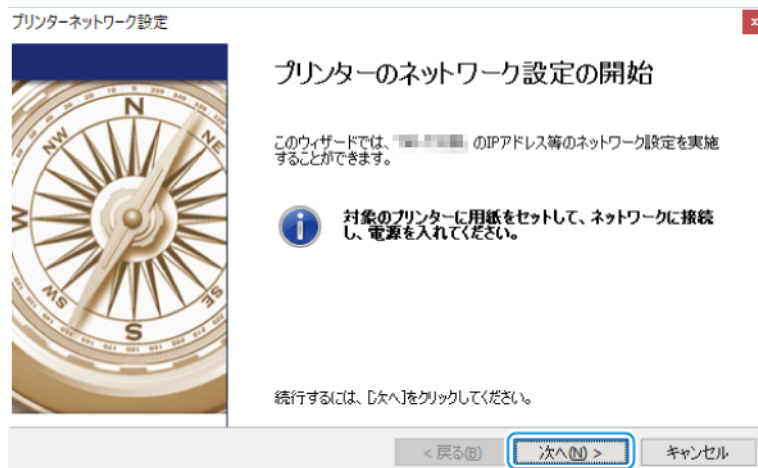 プリンターネットワーク設定
x
プリンターのネットワーク設定の開始
このウィザードでは、 のIPアドレス等のネットワーク設定を実施
することができます。
対象のプリンターに用紙をセットして、ネットワークに接続
し、電源を入れてください。
続行するには、[次へ]をクリックしてください。
N
NW
NE
W
SW
SE
S
< 戻る(B)
次へ(N) >
キャンセル